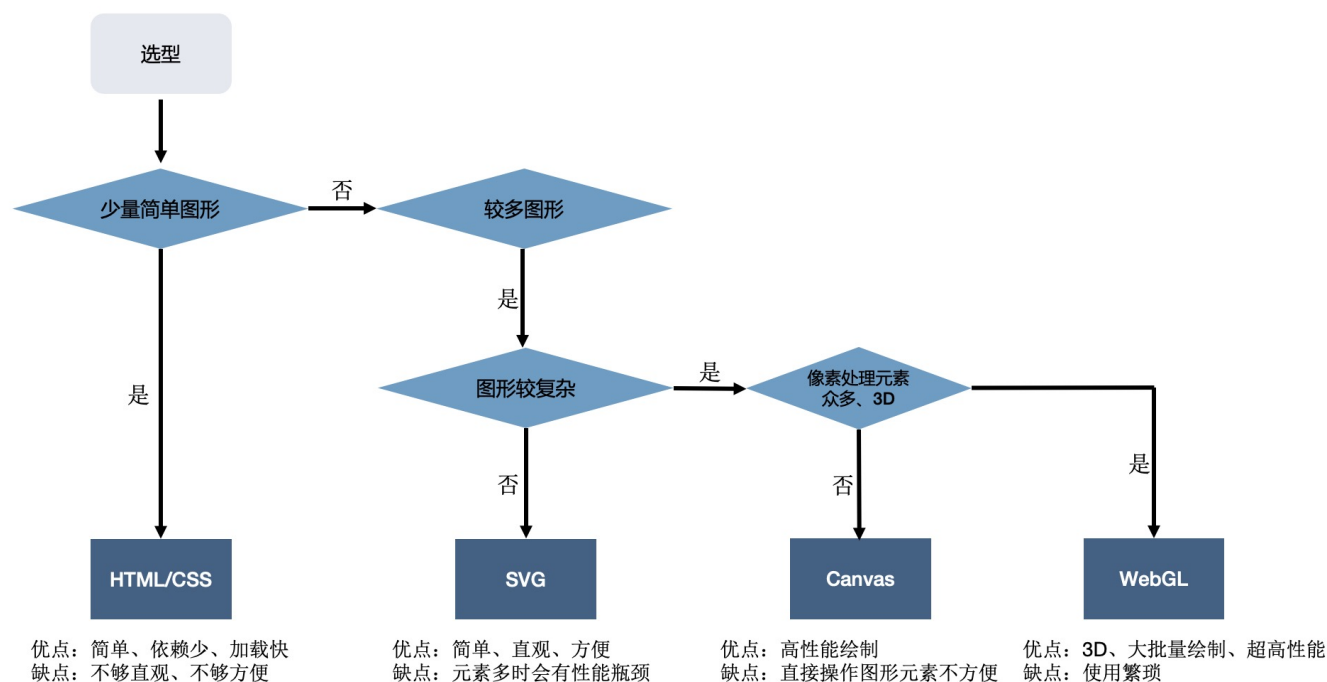 选型
少量简单图形
否
较多图形
是
是
图形较复杂
是
像素处理元素
众多、3D
否
否
是
HTML/CSS
SVG
Canvas
WebGL
优点：简单、依赖少、加载快
缺点：不够直观、不够方便
优点：简单、直观、方便
缺点：元素多时会有性能瓶颈
优点：高性能绘制
缺点：直接操作图形元素不方便
优点：3D、大批量绘制、超高性能
缺点：使用繁琐